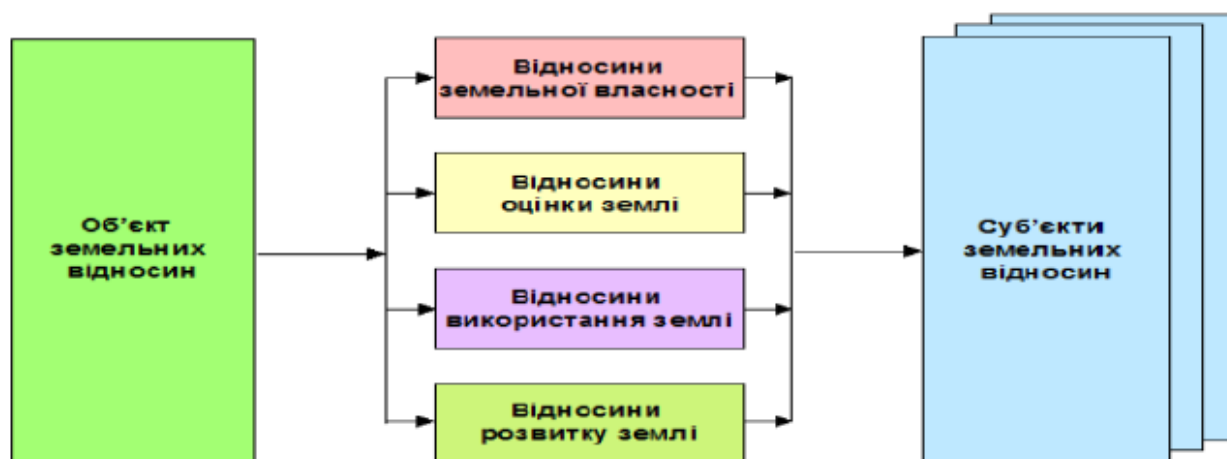 Об’єкт
земельних
відносин
Відносини
земельної власності
Відносини
оцінки землі
Відносини
використання землі
Відносини
розвитку землі
Суб’єкти
земельних
відносин